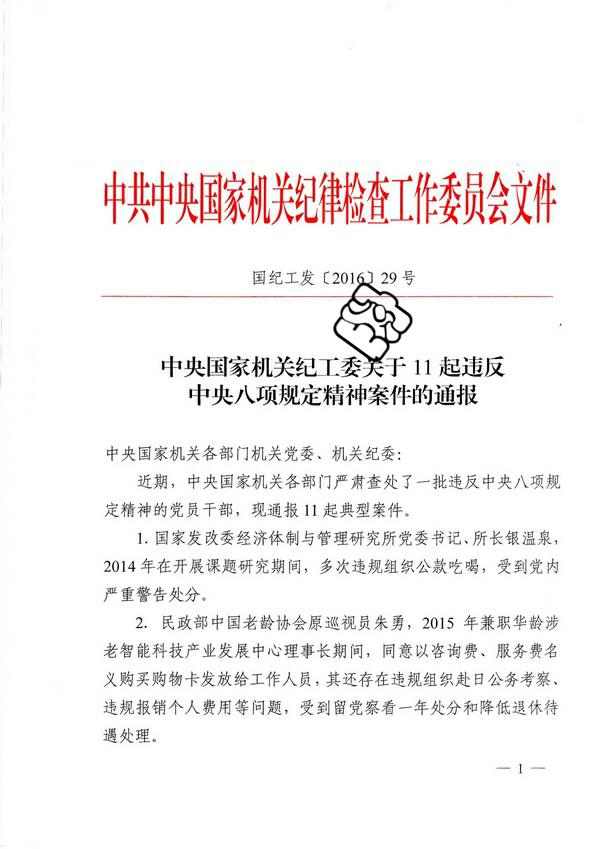 中共中央国家机关纪律检查工作委员会文件
国纪工发〔2016〕29号
中央国家机关纪工委关于11起违反
中央八项规定精神案件的通报
中央国家机关各部门机关党委、机关纪委：
近期，中央国家机关各部门严肃查处了一批违反中央八项规
定精神的党员干部，现通报11起典型案件。
1. 国家发改委经济体制与管理研究所党委书记、所长银温泉，
2014年在开展课题研究期间，多次违规组织公款吃喝，受到党内
严重警告处分。
2. 民政部中国老龄协会原巡视员朱勇，2015 年兼职华龄涉
老智能科技产业发展中心理事长期间，同意以咨询费、服务费名
义购买购物卡发放给工作人员，其还存在违规组织赴日公务考察、
违规报销个人费用等问题，受到留党察看一年处分和降低退休待
遇处理。
— 1 —